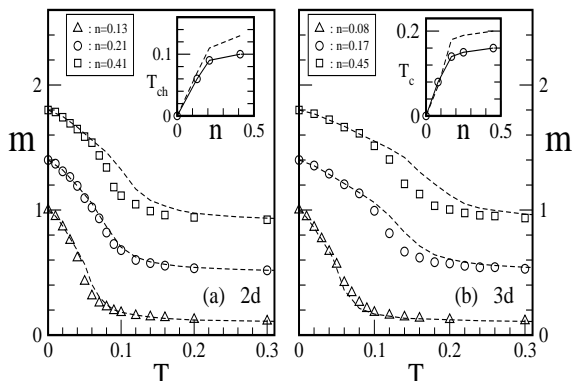 : n=0.13
: n=0.21
: n=0.41
0.1
T_ch
0
0
n
0.5
2
m
1
0
(a) 2d
0
0.1
0.2
0.3
T
: n=0.08
: n=0.17
: n=0.45
0.2
T_c
0
0
n
0.5
2
m
1
0
(b) 3d
0
0.1
0.2
0.3
T